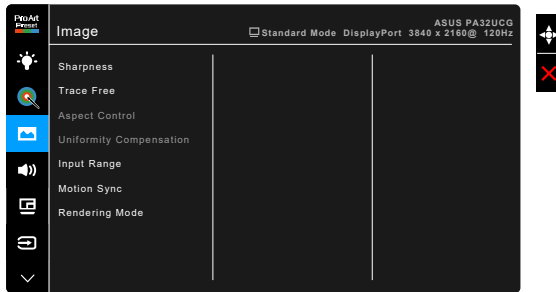 ProArt
Preset
Image
ASUS PA32UCG
Standard Mode DisplayPort 3840 x 2160@ 120Hz
Sharpness
Trace Free
Aspect Control
Uniformity Compensation
Input Range
Motion Sync
Rendering Mode